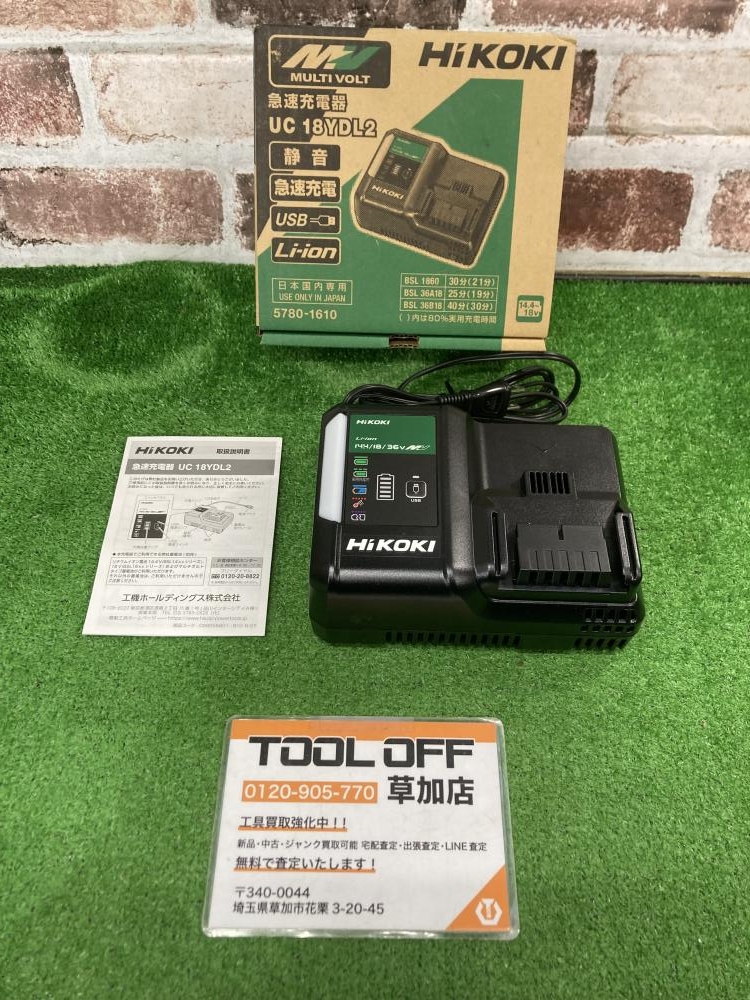 MV
MULTI VOLT
HiKOKI
急速充電器
UC 18YDL2
静音
急速充電
USB
Li-ion
HiKOKI
日本国内専用
USE ONLY IN JAPAN
5780-1610
BSL 1860 30分(21分)
BSL 36A18 25分(19分)
BSL 36B18 40分(30分)
( )内は80%実用充電時間
14.4-18v
HiKOKI 取扱説明書
急速充電器 UC 18YDL2
0120-20-8822
工機ホールディングス株式会社
HiKOKI
Li-ion
14.4/18/36V MV
USB
HiKOKI
TOOL OFF
0120-905-770 草加店
工具買取強化中!!
新品・中古・ジャンク買取可能 宅配査定・出張査定・LINE査定
無料で査定いたします!
〒340-0044
埼玉県草加市花栗3-20-45